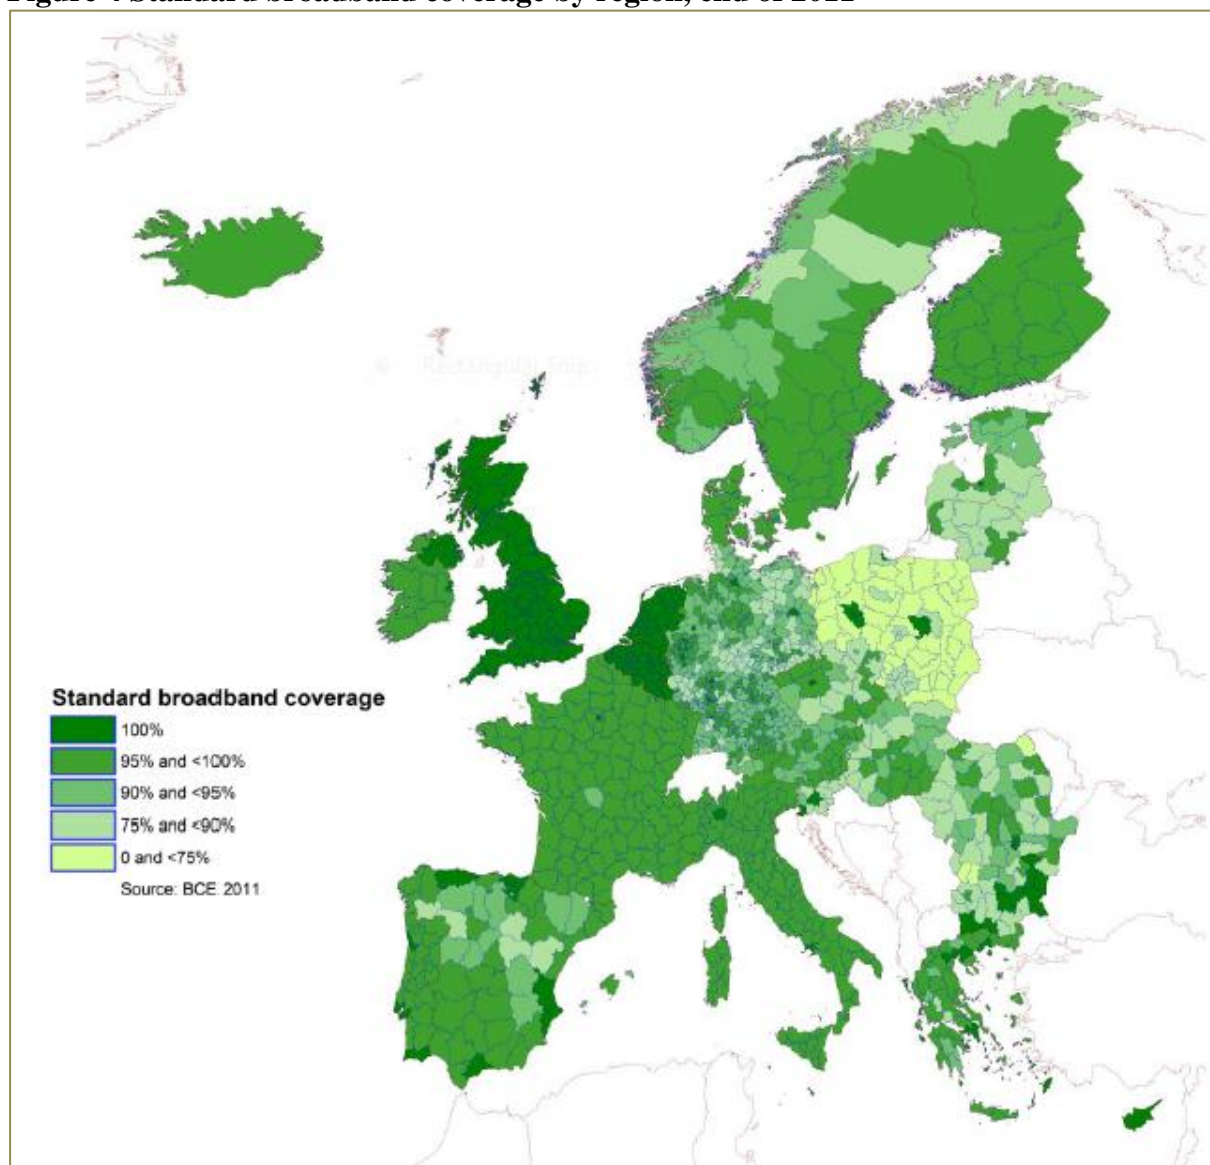 Standard broadband coverage
100%
95% and <100%
90% and <95%
75% and <90%
0 and <75%
Source: BCE 2011